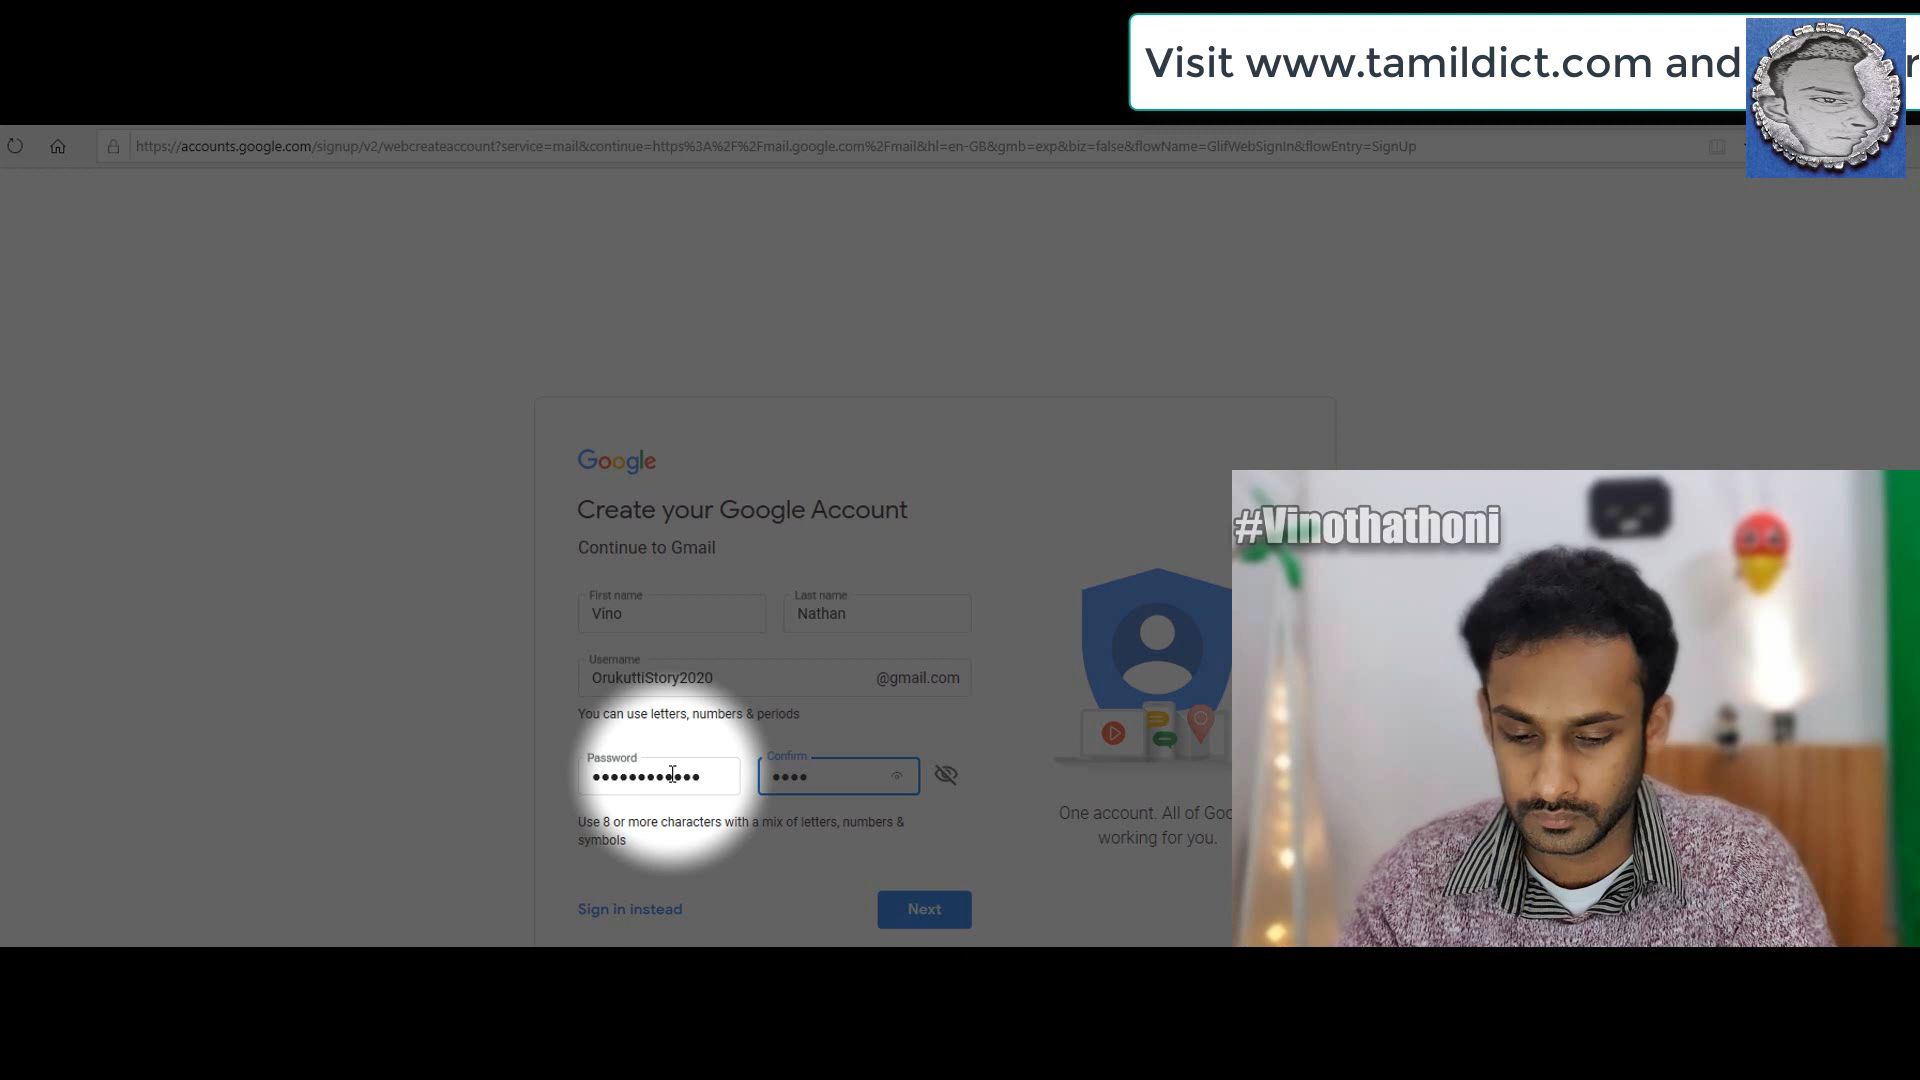 Visit www.tamildict.com and
https://accounts.google.com/signup/v2/webcreateaccount?service=mail&continue=https%3A%2F%2Fmail.google.com%2Fmail&hl=en-GB&gmb=exp&biz=false&flowName=GlifWebSignIn&flowEntry=SignUp
Google
Create your Google Account
Continue to Gmail
#Vinothathoni
First name
Last name
Vino
Nathan
Username
OrukuttiStory2020
@gmail.com
You can use letters, numbers & periods
Password
Confirm
Use 8 or more characters with a mix of letters, numbers &
symbols
One account. All of Goo
working for you.
Sign in instead
Next